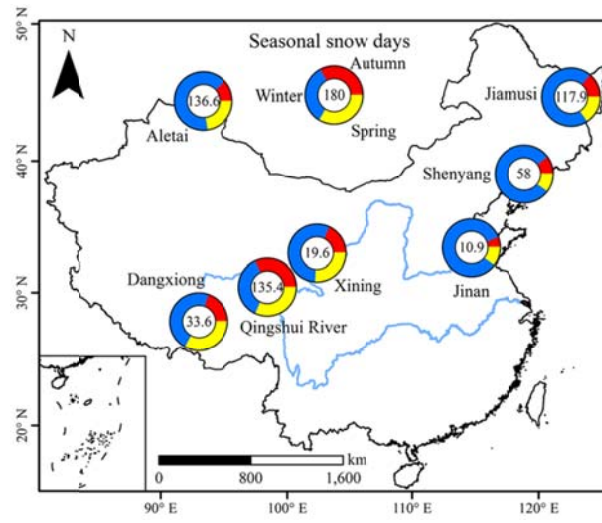 50° N
N
Seasonal snow days
Autumn
Winter
180
Spring
136.6
Aletai
Jiamusi
117.9
40° N
Shenyang
58
19.6
Xining
10.9
Jinan
30° N
Dangxiong
135.4
Qingshui River
33.6
20° N
km
0
800
1,600
90° E
100° E
110° E
120° E